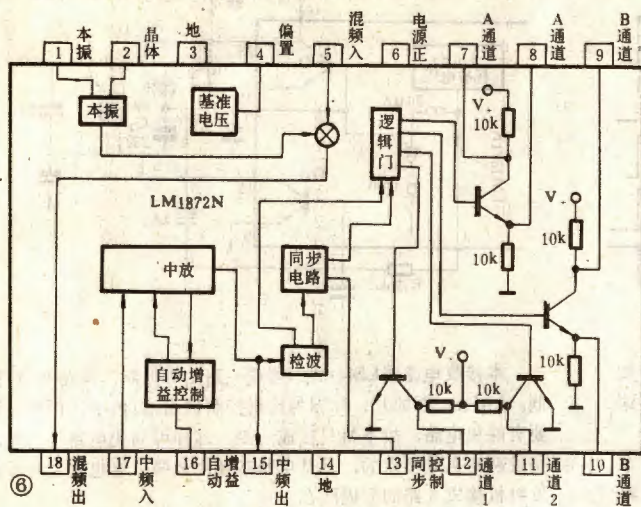 本振
晶体
地
偏置
混频入
电源正
A通道
A通道
B通道
1
2
3
4
5
6
7
8
9
本振
基准
电压
逻辑门
V+
10k
LM1872N
10k
V+
10k
10k
中放
同步
电路
自动增
益控制
检波
V+
10k
10k
18
17
16
15
14
13
12
11
10
混频出
中频入
自动增益
中频出
地
同步控制
通道1
通道2
B通道
⑥